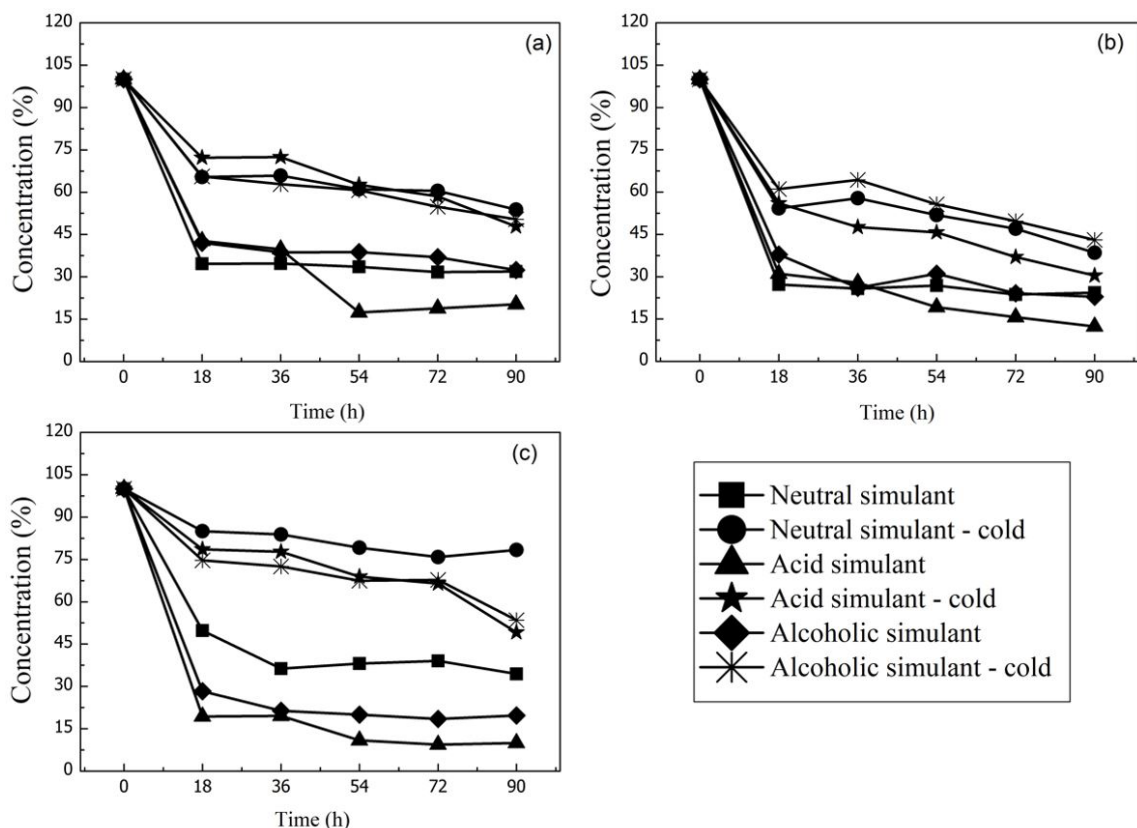 (a)
Concentration (%)
120
105
90
75
60
45
30
15
0
0 18 36 54 72 90
Time (h)
(b)
Concentration (%)
120
105
90
75
60
45
30
15
0
0 18 36 54 72 90
Time (h)
(c)
Concentration (%)
120
105
90
75
60
45
30
15
0
0 18 36 54 72 90
Time (h)
Neutral simulant
Neutral simulant - cold
Acid simulant
Acid simulant - cold
Alcoholic simulant
Alcoholic simulant - cold